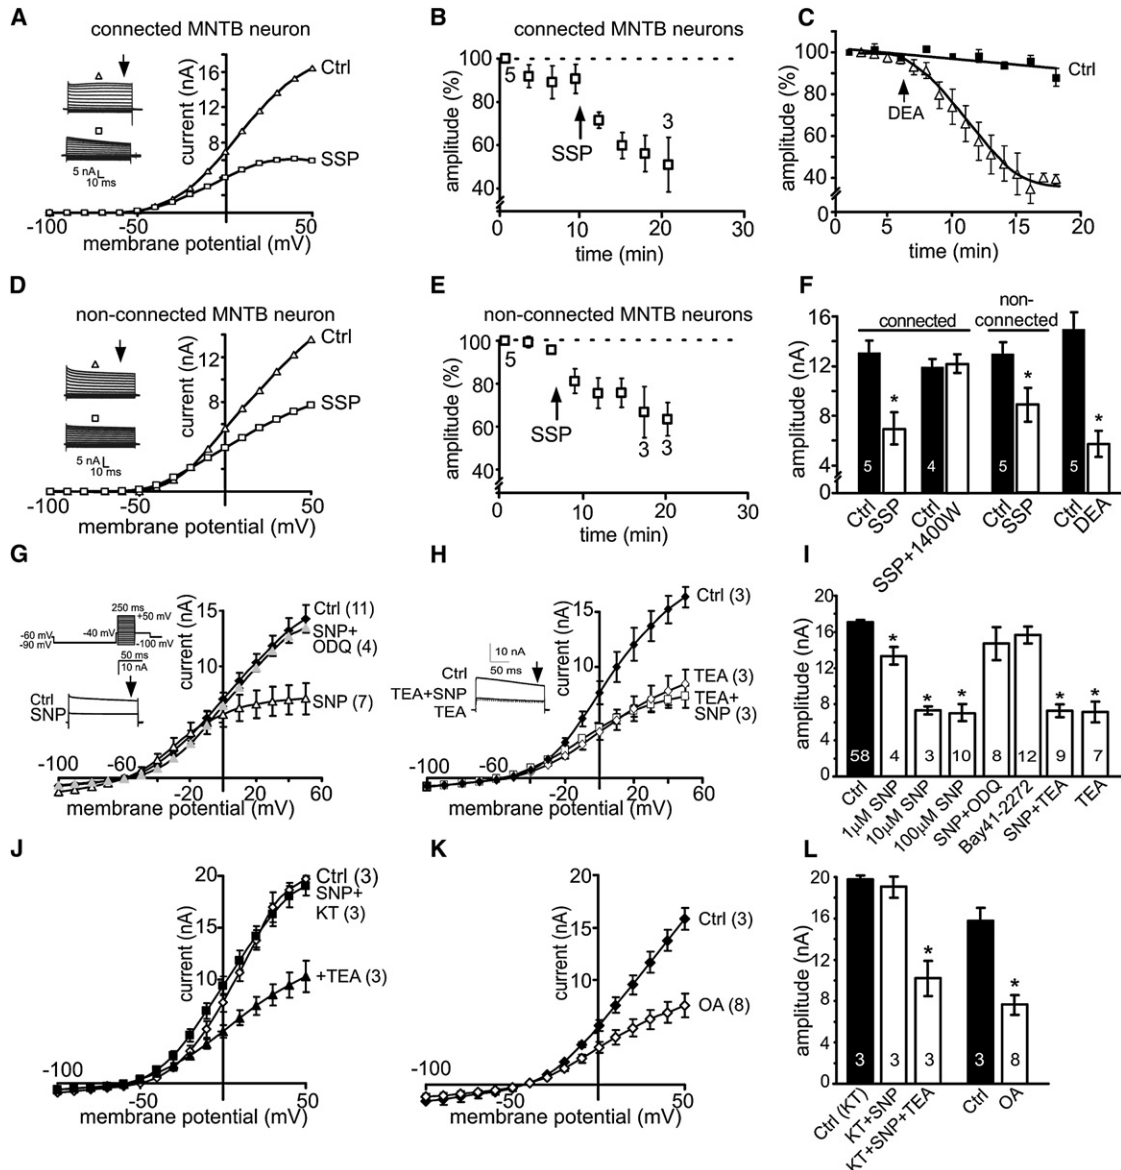 A
connected MNTB neuron
16
12
8
4
current (nA)
Ctrl
SSP
5 nA
10 ms
-100
-50
50
membrane potential (mV)
B
connected MNTB neurons
100
80
60
40
0
amplitude (%)
5
SSP
3
0
10
20
30
time (min)
C
100
80
60
40
0
amplitude (%)
Ctrl
DEA
0
5
10
15
20
time (min)
D
non-connected MNTB neuron
12
8
4
current (nA)
Ctrl
SSP
5 nA
10 ms
-100
-50
50
membrane potential (mV)
E
non-connected MNTB neurons
100
80
60
40
0
amplitude (%)
5
SSP
3
3
0
10
20
30
time (min)
F
16
12
8
4
0
amplitude (nA)
connected
non-
connected
*
*
*
5
4
5
5
Ctrl
SSP
Ctrl
SSP+1400W
Ctrl
SSP
Ctrl
DEA
G
250 ms
+50 mV
-60 mV
-90 mV
-40 mV
-100 mV
50 ms
10 nA
Ctrl
SNP
15
10
current (nA)
Ctrl (11)
SNP+
ODQ (4)
SNP (7)
-100
-60
-20
20
60
membrane potential (mV)
H
10 nA
50 ms
Ctrl
TEA+SNP
TEA
15
10
current (nA)
Ctrl (3)
TEA (3)
TEA+
SNP (3)
-100
-60
-20
20
60
membrane potential (mV)
I
20
16
12
8
4
0
amplitude (nA)
*
*
*
*
*
58
4
3
10
8
12
9
7
Ctrl
1µM SNP
10µM SNP
100µM SNP
SNP+ODQ
Bay41-2272
SNP+TEA
TEA
J
20
15
10
current (nA)
Ctrl (3)
SNP+
KT (3)
+TEA (3)
-100
-50
0
50
membrane potential (mV)
K
20
15
10
current (nA)
Ctrl (3)
OA (8)
-100
-50
0
50
membrane potential (mV)
L
20
16
12
8
4
0
amplitude (nA)
*
*
3
3
3
3
8
Ctrl (KT)
KT+SNP
KT+SNP+TEA
Ctrl
OA